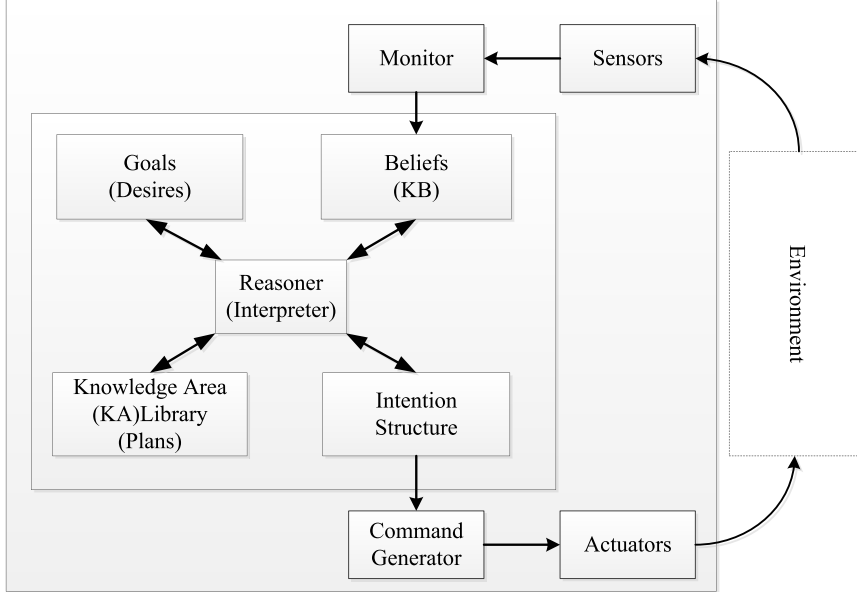 Monitor
Sensors
Goals
(Desires)
Beliefs
(KB)
Reasoner
(Interpreter)
Environment
Knowledge Area
(KA)Library
(Plans)
Intention
Structure
Command
Generator
Actuators